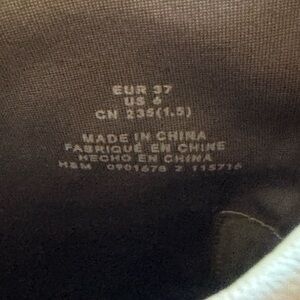 EUR 37
US 6
CN 235(1.5)
MADE IN CHINA
FABRIQUÉ EN CHINE
HECHO EN CHINA
H&M 0901678 2 115716